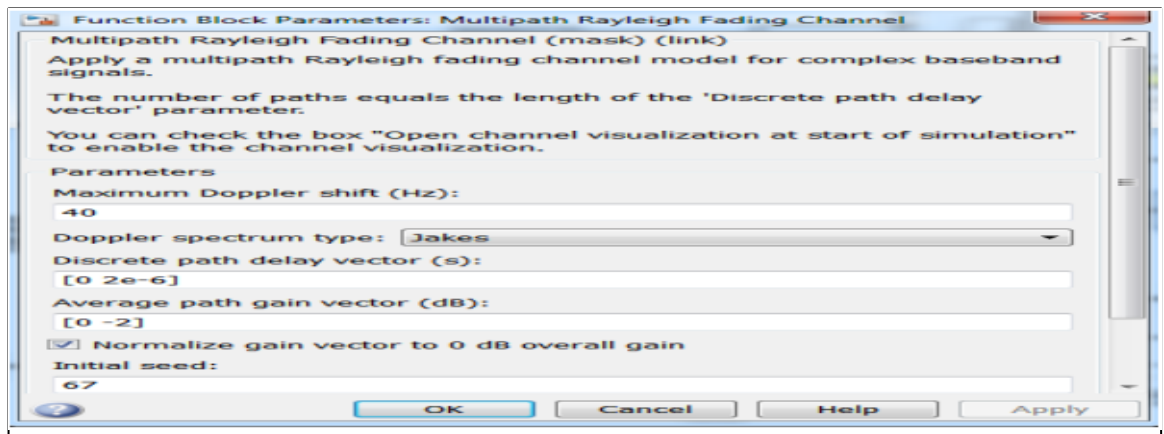 Function Block Parameters: Multipath Rayleigh Fading Channel
Multipath Rayleigh Fading Channel (mask) (link)
Apply a multipath Rayleigh fading channel model for complex baseband
signals.
The number of paths equals the length of the 'Discrete path delay
vector' parameter.
You can check the box "Open channel visualization at start of simulation"
to enable the channel visualization.
Parameters
Maximum Doppler shift (Hz):
40
Doppler spectrum type: Jakes
Discrete path delay vector (s):
[0 2e-6]
Average path gain vector (dB):
[0 -2]
Normalize gain vector to 0 dB overall gain
Initial seed:
67
OK Cancel Help Apply